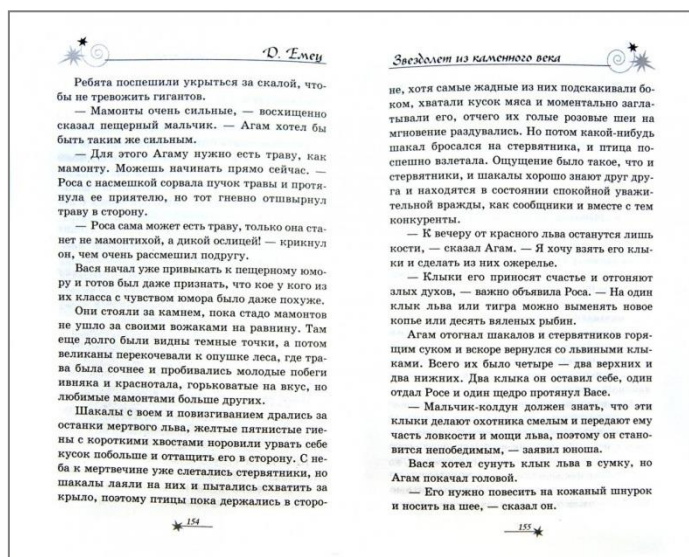 Д. Емец
Ребята поспешили укрыться за скалой, что-
бы не тревожить гигантов.
— Мамонты очень сильные, — восхищенно
сказал пещерный мальчик. — Агам хотел бы
быть таким же сильным.
— Для этого Агаму нужно есть траву, как
мамонту. Можешь начинать прямо сейчас. —
Роса с насмешкой сорвала пучок травы и протя-
нула ее приятелю, но тот гневно отшвырнул
траву в сторону.
— Роса сама может есть траву, только она ста-
нет не мамонтихой, а дикой ослицей! — крикнул
он, чем очень рассмешил подругу.
Вася начал уже привыкать к пещерному юмо-
ру и готов был даже признать, что кое у кого из
их класса с чувством юмора было даже похуже.
Они стояли за камнем, пока стадо мамонтов
не ушло за своими вожаками на равнину. Там
еще долго были видны темные точки, а потом
великаны перекочевали к опушке леса, где тра-
ва была сочнее и пробивались молодые побеги
ивняка и краснотала, горьковатые на вкус, но
любимые мамонтами больше других.
Шакалы с воем и повизгиванием дрались за
останки мертвого льва, желтые пятнистые гие-
ны с короткими хвостами норовили урвать себе
кусок побольше и оттащить его в сторону. С не-
ба к мертвечине уже слетались стервятники, но
шакалы лаяли на них и пытались схватить за
крыло, поэтому птицы пока держались в сторо-
154
Звездолет из каменного века
не, хотя самые жадные из них подскакивали бо-
ком, хватали кусок мяса и моментально загла-
тывали его, отчего их голые розовые шеи на
мгновение раздувались. Но потом какой-нибудь
шакал бросался на стервятника, и птица по-
спешно взлетала. Ощущение было такое, что и
стервятники, и шакалы хорошо знают друг дру-
га и находятся в состоянии спокойной уважи-
тельной вражды, как сообщники и вместе с тем
конкуренты.
— К вечеру от красного льва останутся лишь
кости, — сказал Агам. — Я хочу взять его клы-
ки и сделать из них ожерелье.
— Клыки его приносят счастье и отгоняют
злых духов, — важно объявила Роса. — На один
клык льва или тигра можно выменять новое
копье или десять вяленых рыбин.
Агам отогнал шакалов и стервятников горя-
щим суком и вскоре вернулся со львиными клы-
ками. Всего их было четыре — два верхних и
два нижних. Два клыка он оставил себе, один
отдал Росе и один щедро протянул Васе.
— Мальчик-колдун должен знать, что эти
клыки делают охотника смелым и передают ему
часть ловкости и мощи льва, поэтому он стано-
вится непобедимым, — заявил юноша.
Вася хотел сунуть клык льва в сумку, но
Агам покачал головой.
— Его нужно повесить на кожаный шнурок
и носить на шее, — сказал он.
155